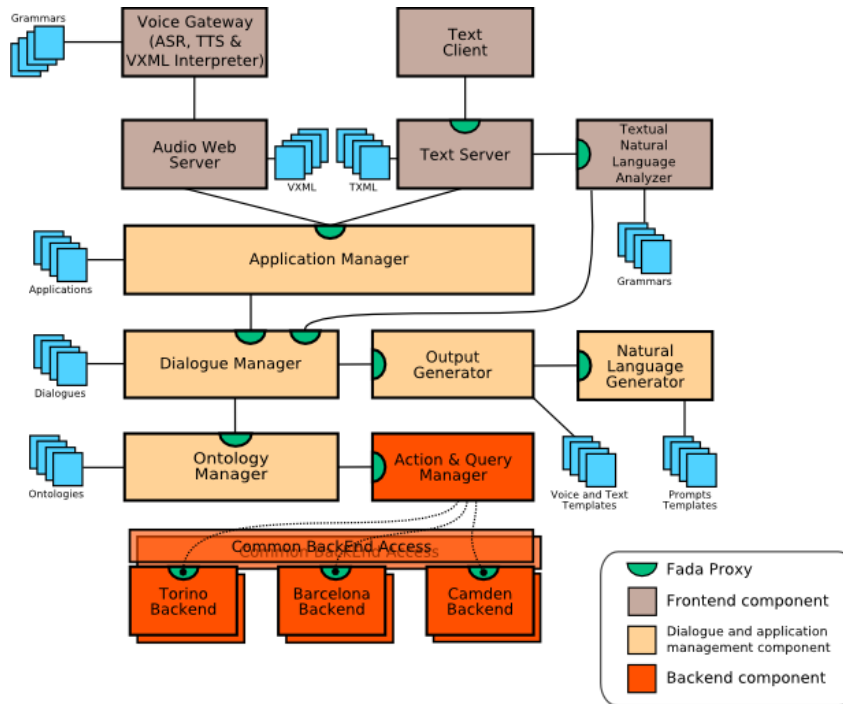 Grammars
Voice Gateway
(ASR, TTS &
VXML Interpreter)
Text
Client
Audio Web
Server
VXML
TXML
Text Server
Textual
Natural
Language
Analyzer
Applications
Application Manager
Grammars
Dialogues
Dialogue Manager
Output
Generator
Natural
Language
Generator
Ontologies
Ontology
Manager
Action & Query
Manager
Voice and Text
Templates
Prompts
Templates
Common BackEnd Access
Common BackEnd Access
Torino
Backend
Barcelona
Backend
Camden
Backend
Fada Proxy
Frontend component
Dialogue and application
management component
Backend component